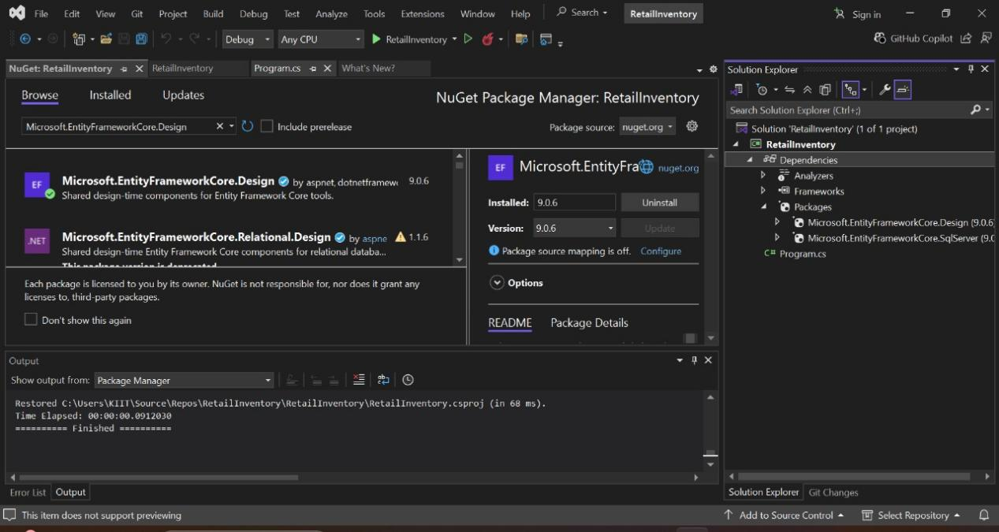 File Edit View Git Project Build Debug Test Analyze Tools Extensions Window Help Search RetailInventory Sign in
Debug Any CPU RetailInventory GitHub Copilot
NuGet: RetailInventory RetailInventory Program.cs What's New?
Browse Installed Updates NuGet Package Manager: RetailInventory
Microsoft.EntityFrameworkCore.Design Include prerelease Package source: nuget.org
EF Microsoft.EntityFrameworkCore.Design by aspnet, dotnetframewo 9.0.6
Shared design-time components for Entity Framework Core tools.
.NET Microsoft.EntityFrameworkCore.Relational.Design by aspne 1.1.6
Shared design-time Entity Framework Core components for relational databa...
This package version is deprecated
Each package is licensed to you by its owner. NuGet is not responsible for, nor does it grant any
licenses to, third-party packages.
Don't show this again
EF Microsoft.EntityFra nuget.org
Installed: 9.0.6 Uninstall
Version: 9.0.6 Update
Package source mapping is off. Configure
Options
README Package Details
Output
Show output from: Package Manager
Restored C:\Users\KIIT\Source\Repos\RetailInventory\RetailInventory\RetailInventory.csproj (in 68 ms).
Time Elapsed: 00:00:00.0912030
========== Finished ==========
Error List Output
Solution Explorer
Search Solution Explorer (Ctrl+;)
Solution 'RetailInventory' (1 of 1 project)
C# RetailInventory
Dependencies
Analyzers
Frameworks
Packages
Microsoft.EntityFrameworkCore.Design (9.0.6)
Microsoft.EntityFrameworkCore.SqlServer (9.0
C# Program.cs
Solution Explorer Git Changes
This item does not support previewing Add to Source Control Select Repository